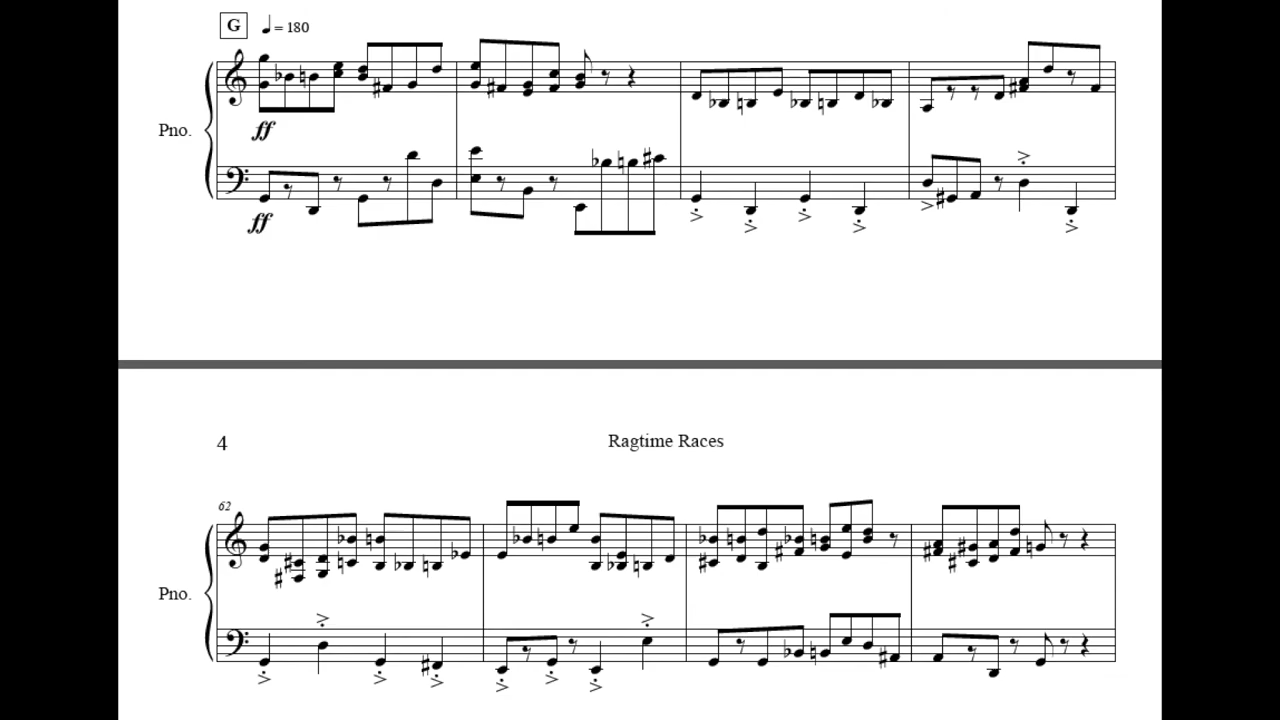 G ♩ = 180
Pno.
ff
ff
4
Ragtime Races
62
Pno.